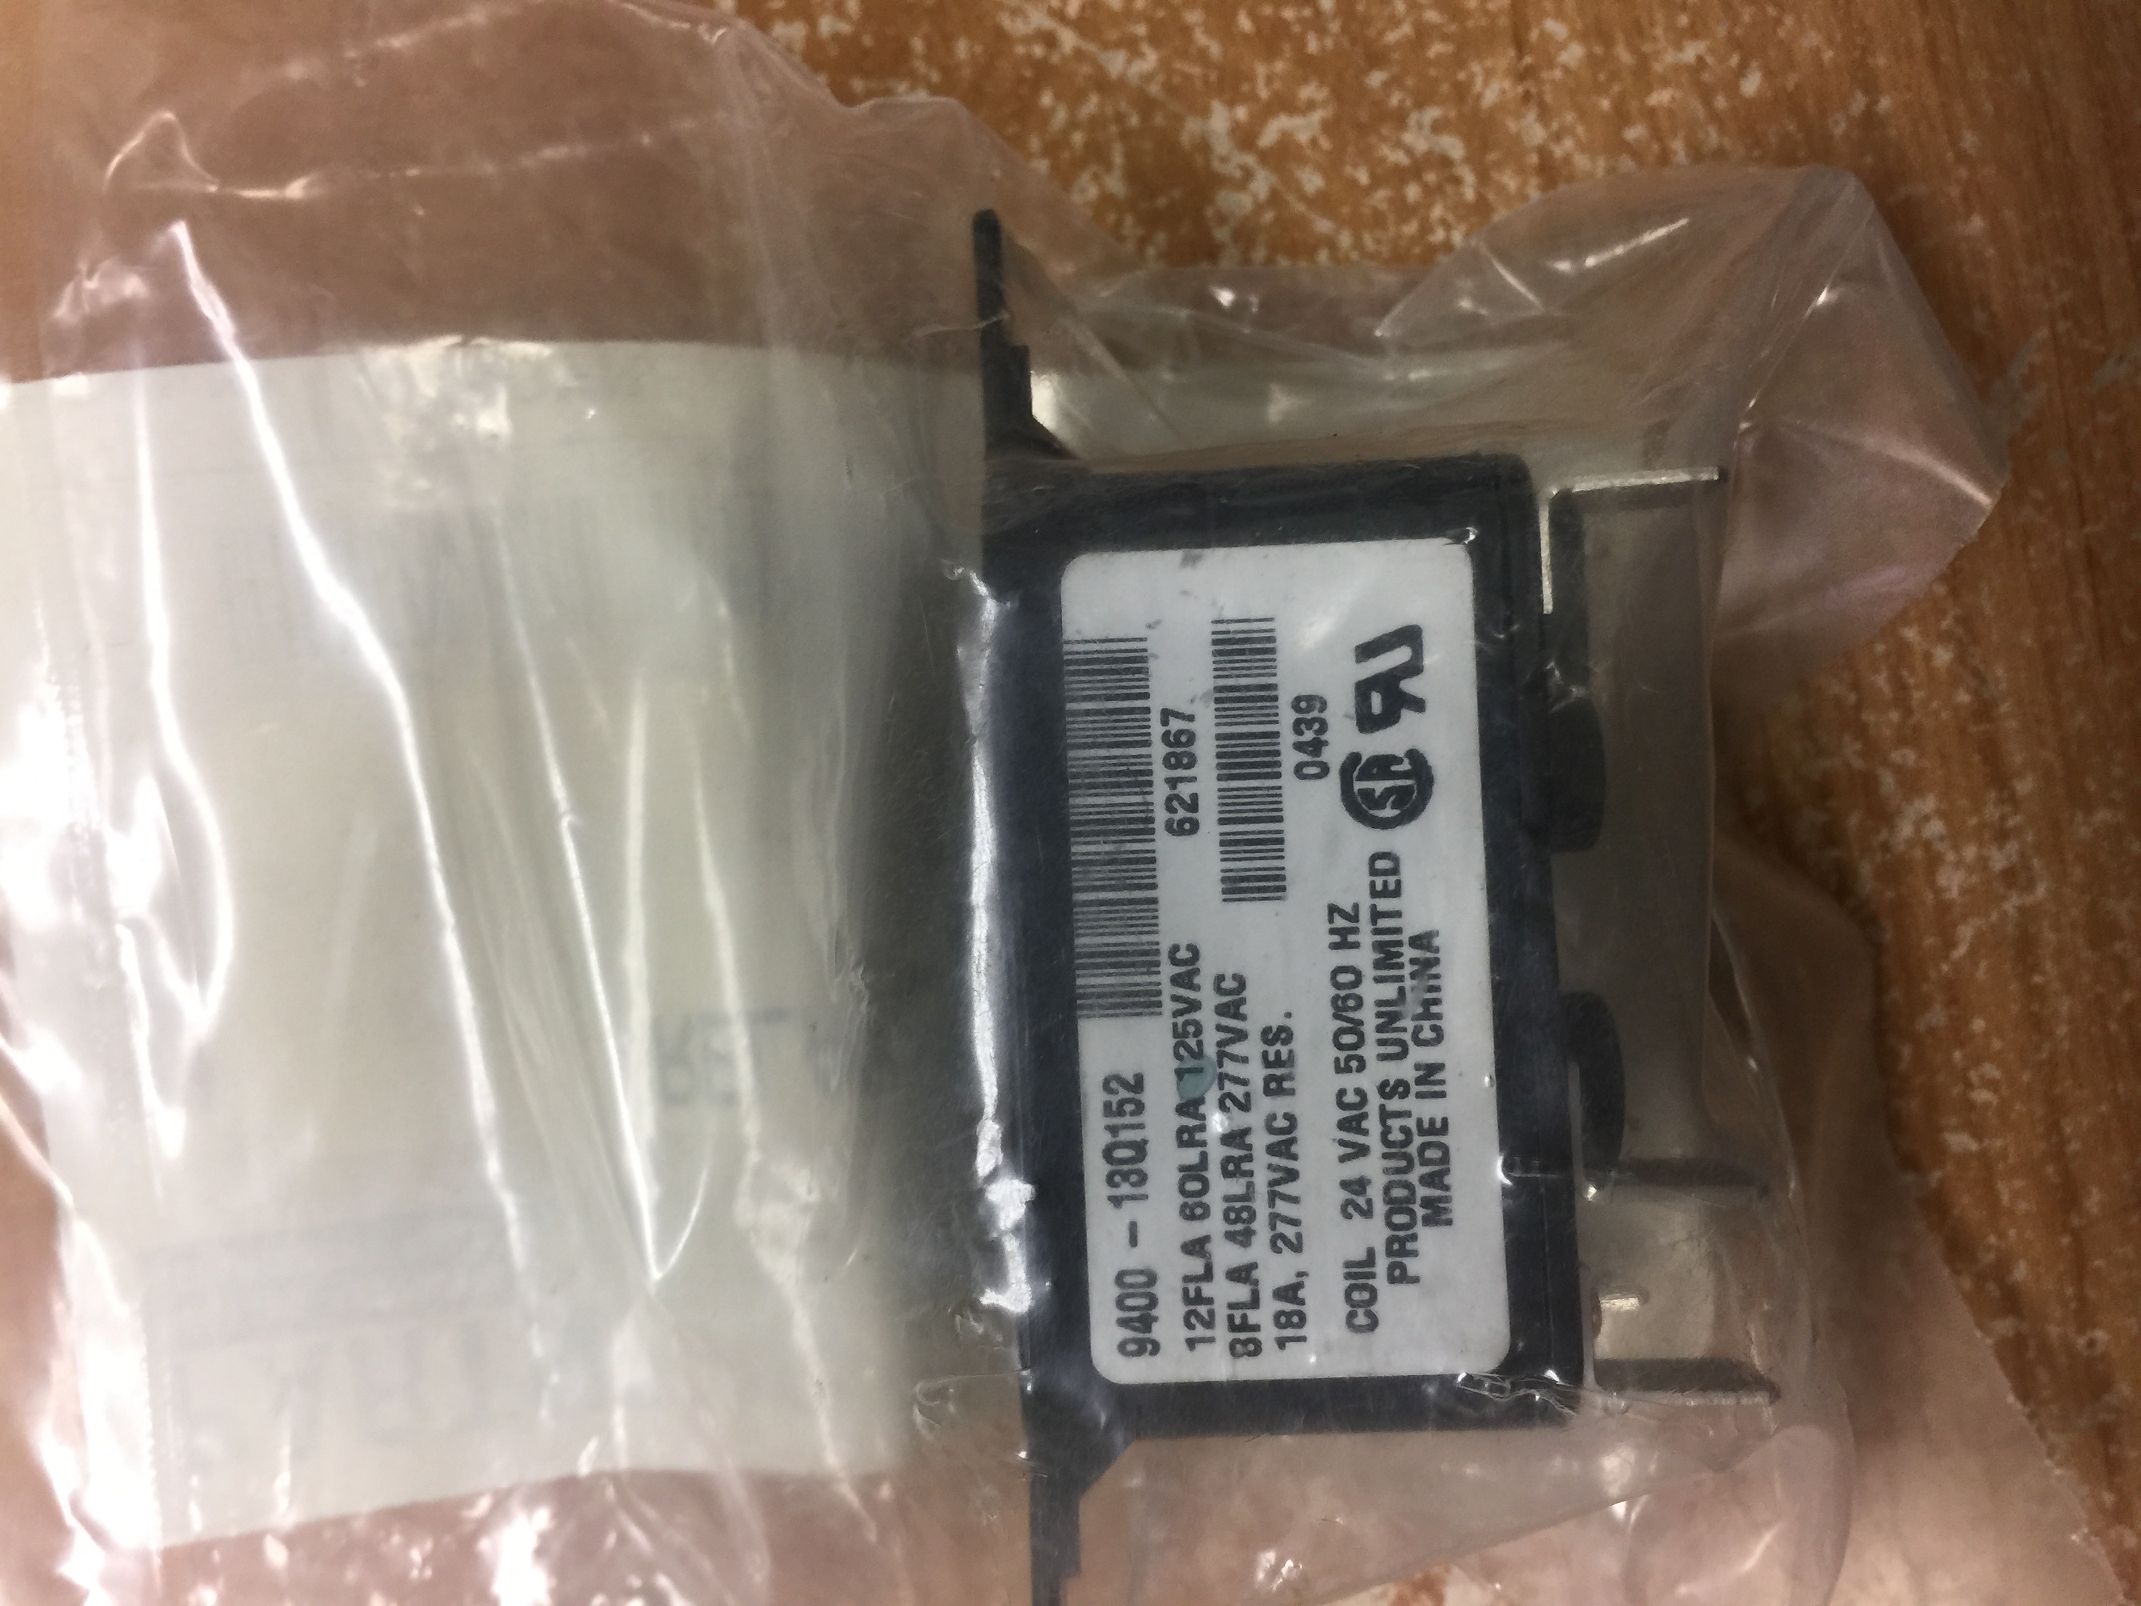 9400-13Q152
12FLA 60LRA 125VAC 621867
8FLA 48LRA 277VAC
18A, 277VAC RES. 0439
COIL 24 VAC 50/60 HZ
PRODUCTS UNLIMITED
MADE IN CHINA